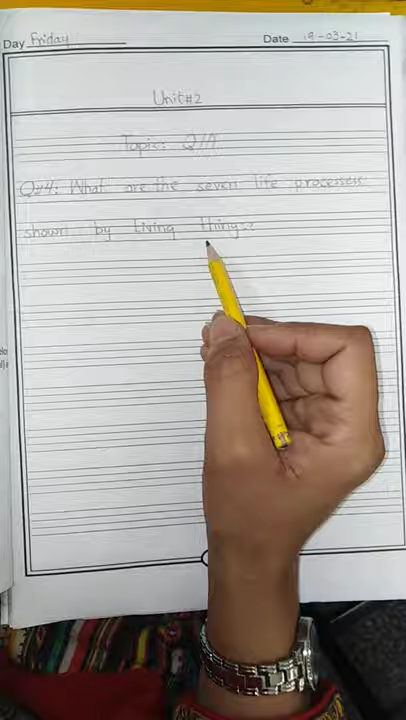 Day Friday
Date 19-03-21
Unit#2
Topic: Q/A
Q#4: What are the seven life processes
shown by Living things?